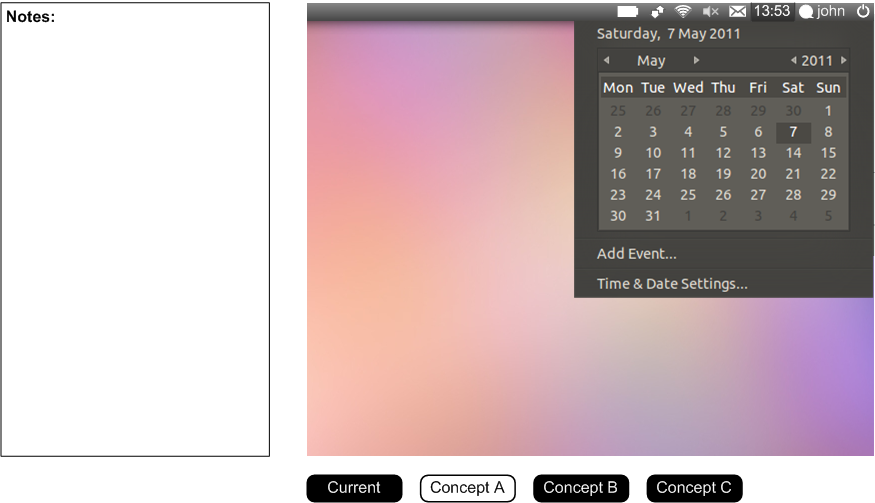 Notes:
13:53 john
Saturday, 7 May 2011
May 2011
Mon Tue Wed Thu Fri Sat Sun
25 26 27 28 29 30 1
2 3 4 5 6 7 8
9 10 11 12 13 14 15
16 17 18 19 20 21 22
23 24 25 26 27 28 29
30 31 1 2 3 4 5
Add Event...
Time & Date Settings...
Current Concept A Concept B Concept C